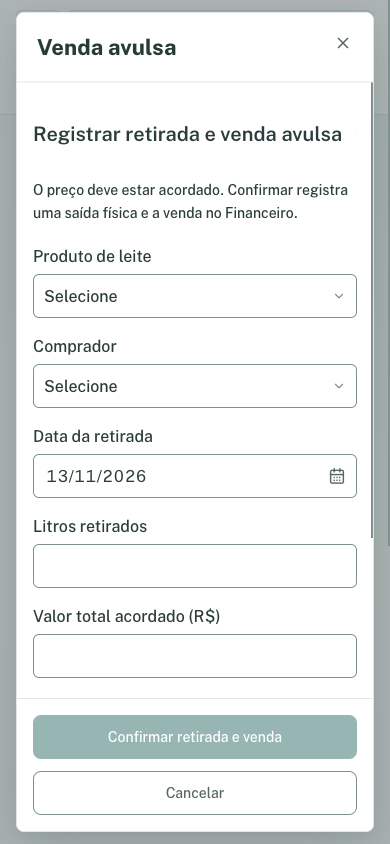 Venda avulsa
Registrar retirada e venda avulsa
O preço deve estar acordado. Confirmar registra
uma saída física e a venda no Financeiro.
Produto de leite
Selecione
Comprador
Selecione
Data da retirada
13/11/2026
Litros retirados
Valor total acordado (R$)
Confirmar retirada e venda
Cancelar